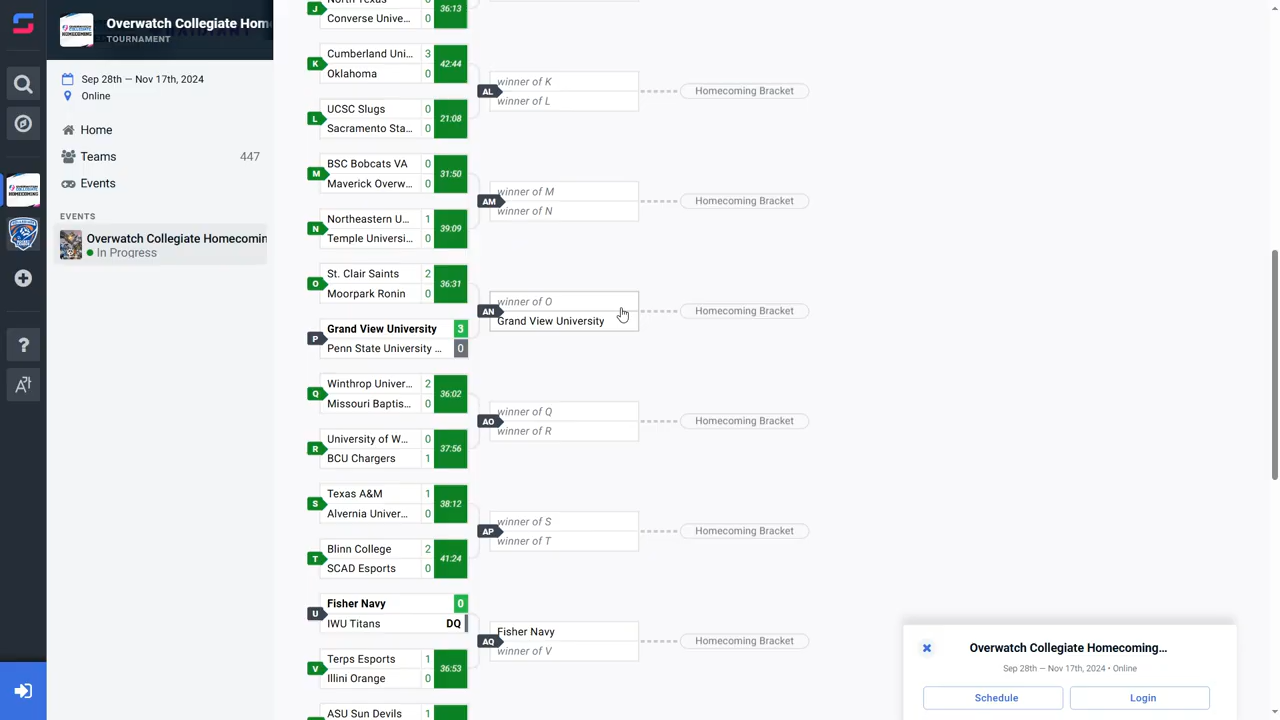 Overwatch Collegiate Hom
TOURNAMENT
Sep 28th — Nov 17th, 2024
Online
Home
Teams 447
Events
EVENTS
Overwatch Collegiate Homecomin
In Progress
J
North Texas 0
Converse Unive... 0
36:13
K
Cumberland Uni... 3
Oklahoma 0
42:44
AL
winner of K
winner of L
Homecoming Bracket
L
UCSC Slugs 0
Sacramento Sta... 0
21:08
M
BSC Bobcats VA 0
Maverick Overw... 0
31:50
AM
winner of M
winner of N
Homecoming Bracket
N
Northeastern U... 1
Temple Universi... 0
39:09
O
St. Clair Saints 2
Moorpark Ronin 0
36:31
AN
winner of O
Grand View University
Homecoming Bracket
P
Grand View University 3
Penn State University ... 0
Q
Winthrop Univer... 2
Missouri Baptis... 0
36:02
AO
winner of Q
winner of R
Homecoming Bracket
R
University of W... 0
BCU Chargers 1
37:56
S
Texas A&M 1
Alvernia Univer... 0
38:12
AP
winner of S
winner of T
Homecoming Bracket
T
Blinn College 2
SCAD Esports 0
41:24
U
Fisher Navy 0
IWU Titans DQ
AQ
Fisher Navy
winner of V
Homecoming Bracket
V
Terps Esports 1
Illini Orange 0
36:53
ASU Sun Devils 1
Overwatch Collegiate Homecoming...
Sep 28th — Nov 17th, 2024 • Online
Schedule
Login